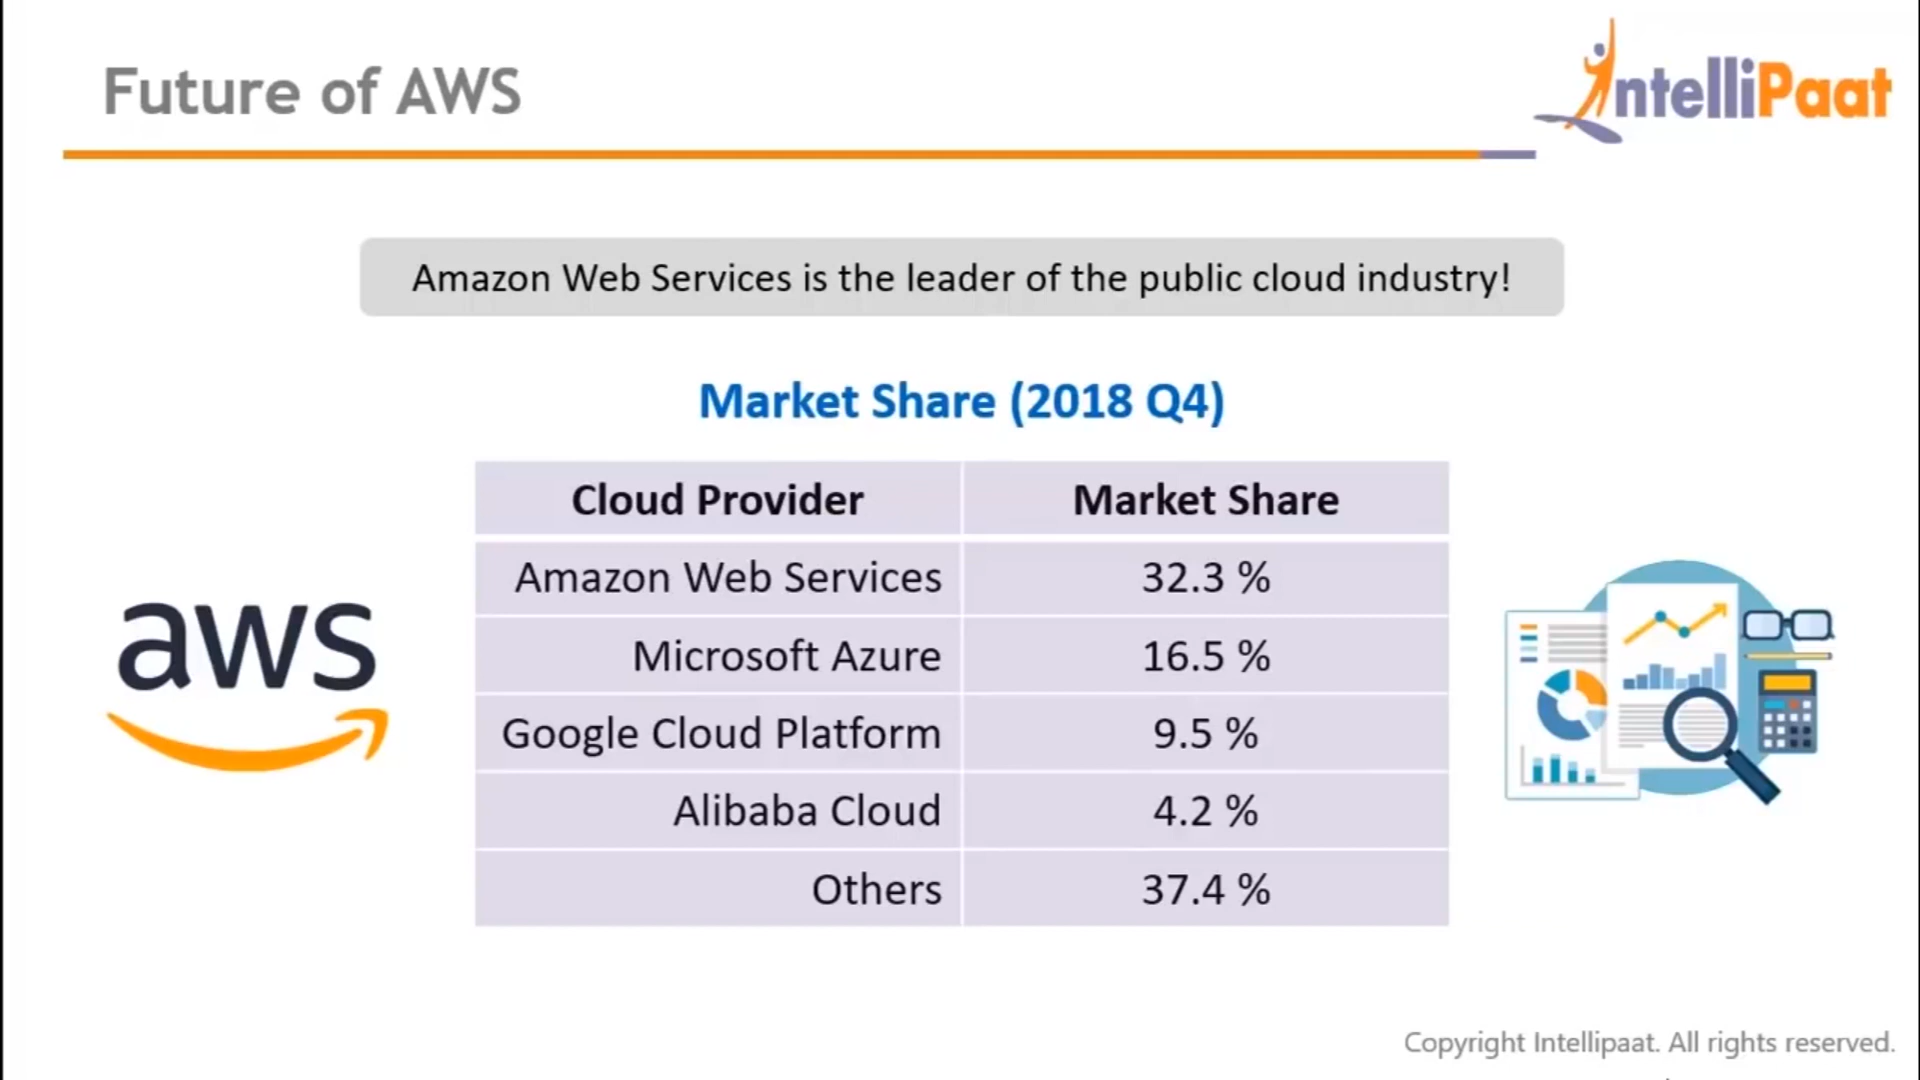 Future of AWS
IntelliPaat
Amazon Web Services is the leader of the public cloud industry!
Market Share (2018 Q4)
Cloud Provider Market Share
Amazon Web Services 32.3 %
Microsoft Azure 16.5 %
Google Cloud Platform 9.5 %
Alibaba Cloud 4.2 %
Others 37.4 %
aws
Copyright Intellipaat. All rights reserved.